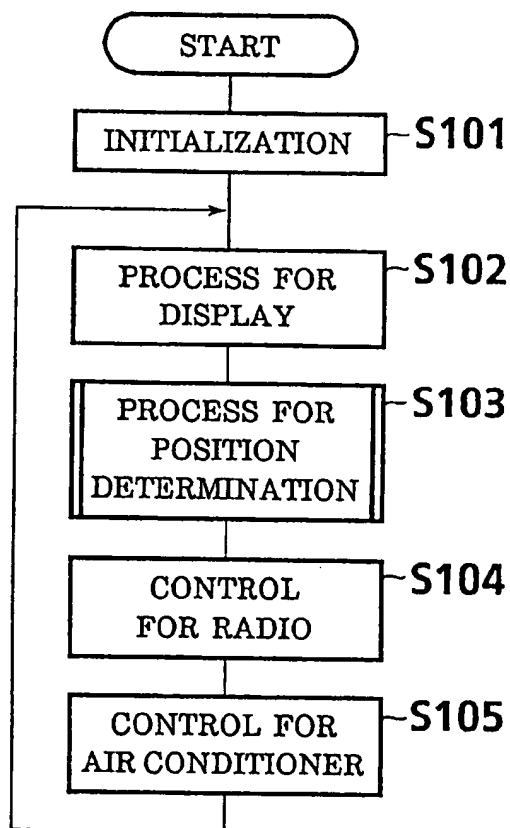 START
INITIALIZATION
S101
PROCESS FOR
DISPLAY
S102
PROCESS FOR
POSITION
DETERMINATION
S103
CONTROL
FOR RADIO
S104
CONTROL FOR
AIR CONDITIONER
S105